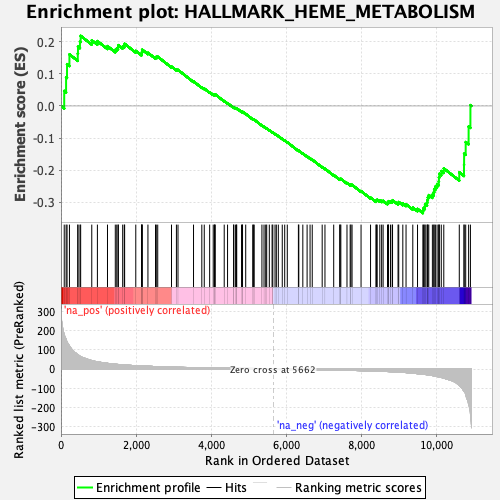 Enrichment plot: HALLMARK_HEME_METABOLISM
Enrichment score (ES)
0.2
0.1
0.0
-0.1
-0.2
-0.3
'na_pos' (positively correlated)
Ranked list metric (PreRanked)
300
200
100
0
-100
-200
-300
Zero cross at 5662
'na_neg' (negatively correlated)
0
2,000
4,000
6,000
8,000
10,000
Rank in Ordered Dataset
Enrichment profile
Hits
Ranking metric scores